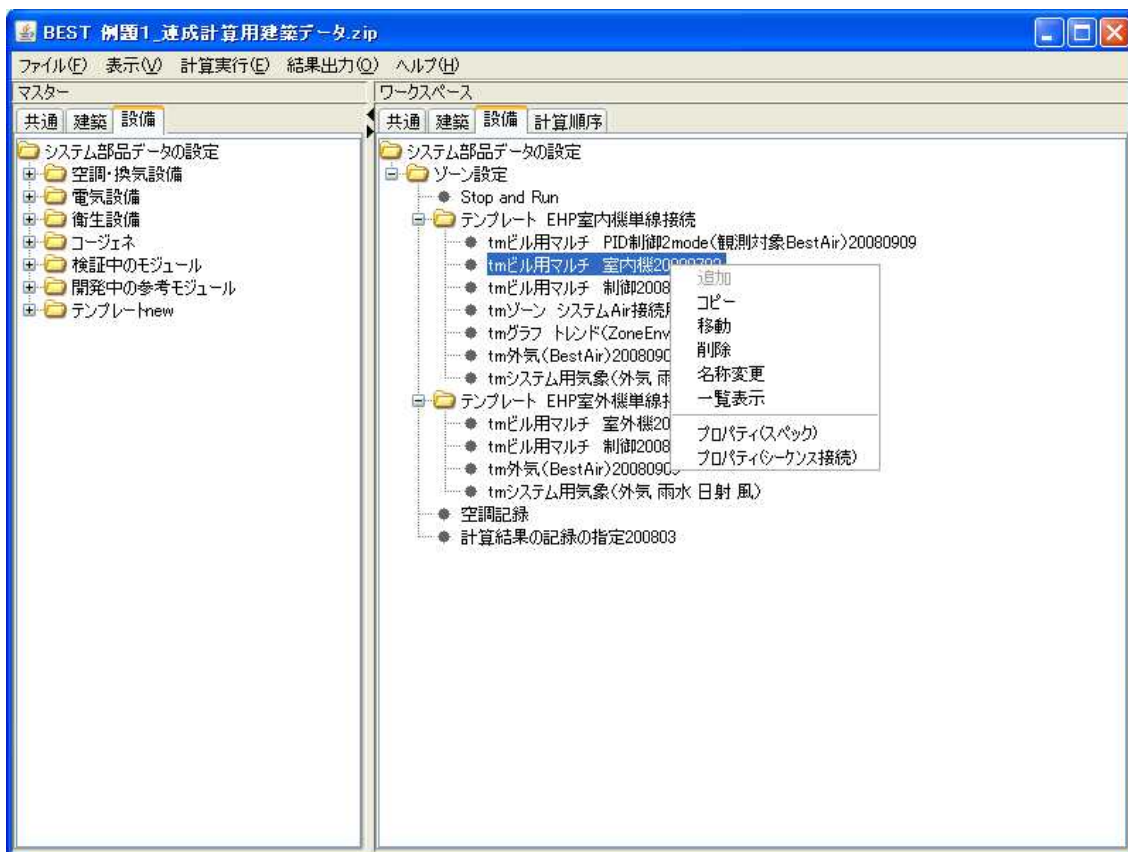 BEST 例題1_連成計算用建築データ.zip
ファイル(F) 表示(V) 計算実行(E) 結果出力(O) ヘルプ(H)
マスター
共通 建築 設備
システム部品データの設定
空調・換気設備
電気設備
衛生設備
コージェネ
検証中のモジュール
開発中の参考モジュール
テンプレートnew
ワークスペース
共通 建築 設備 計算順序
システム部品データの設定
ゾーン設定
Stop and Run
テンプレート EHP室内機単線接続
tmビル用マルチ PID制御2mode(観測対象BestAir)20080909
tmビル用マルチ 室内機
tmビル用マルチ 制御2008
tmゾーン システムAir接続
tmグラフ トレンド(ZoneEnv
tm外気(BestAir)2008090
tmシステム用気象(外気 雨
テンプレート EHP室外機単線
tmビル用マルチ 室外機20
tmビル用マルチ 制御2008
tm外気(BestAir)2008090
tmシステム用気象(外気 雨水 日射 風)
空調記録
計算結果の記録の指定200803
追加
コピー
移動
削除
名称変更
一覧表示
プロパティ(スペック)
プロパティ(シーケンス接続)